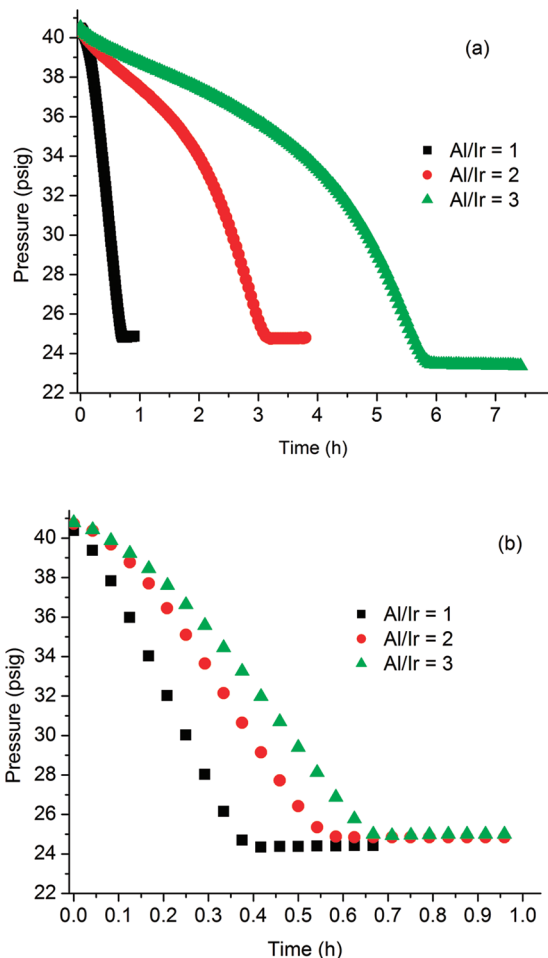 (a)
40
38
36
34
32
30
28
26
24
22
Pressure (psig)
Al/Ir = 1
Al/Ir = 2
Al/Ir = 3
0 1 2 3 4 5 6 7
Time (h)
(b)
40
38
36
34
32
30
28
26
24
22
Pressure (psig)
Al/Ir = 1
Al/Ir = 2
Al/Ir = 3
0.0 0.1 0.2 0.3 0.4 0.5 0.6 0.7 0.8 0.9 1.0
Time (h)